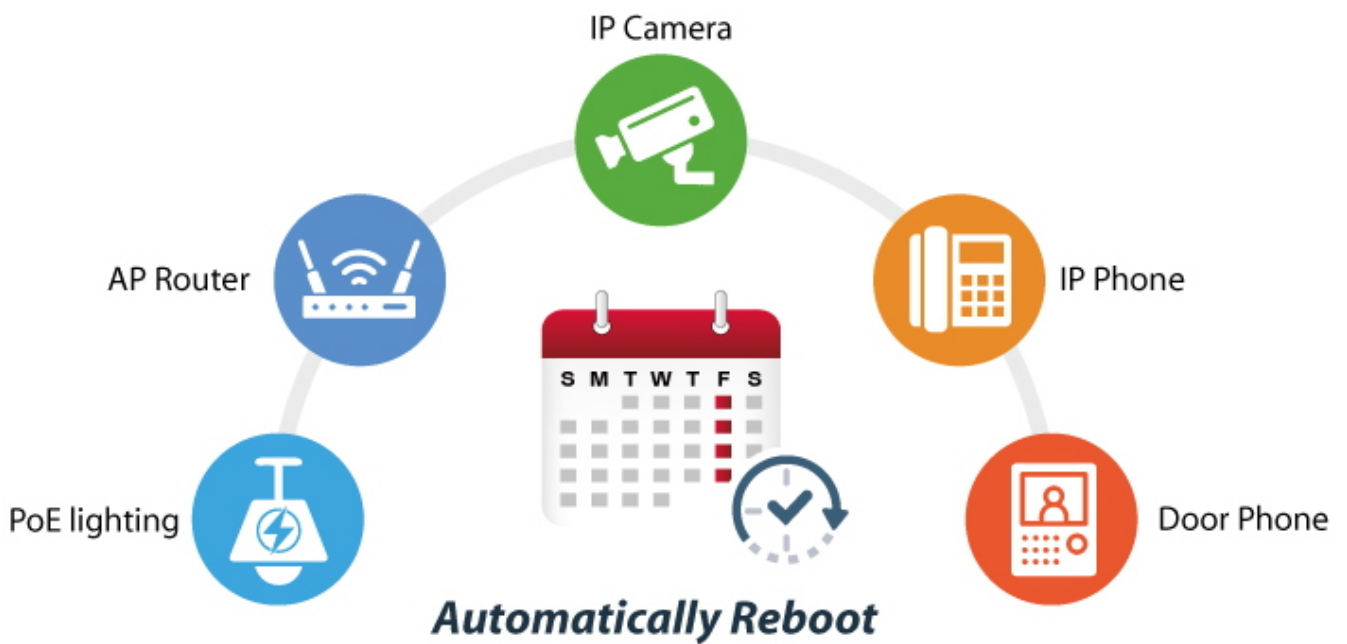 IP Camera
AP Router
IP Phone
S M T W T F S
PoE lighting
Door Phone
Automatically Reboot